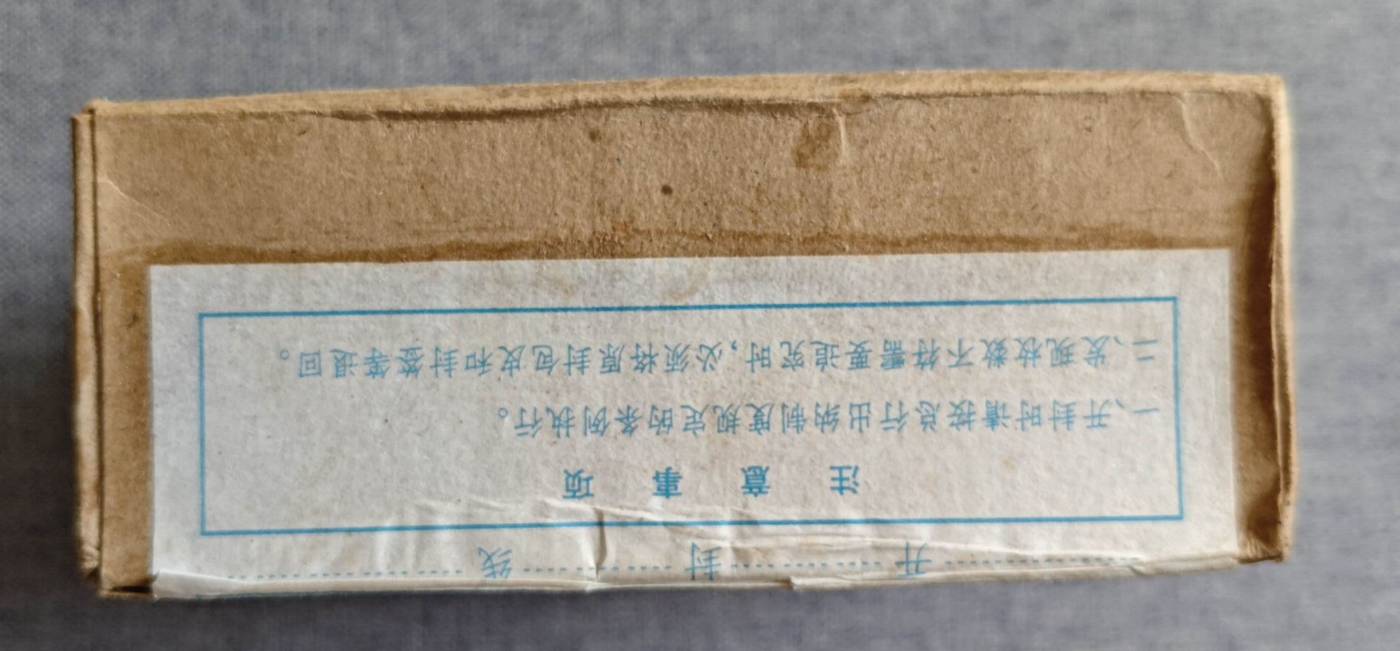 开封线
注意事项
一、开封时请按总行出纳制度规定的条例执行。
二、发现枚数不符需要追究时，必须将原封包皮和封签等退回。